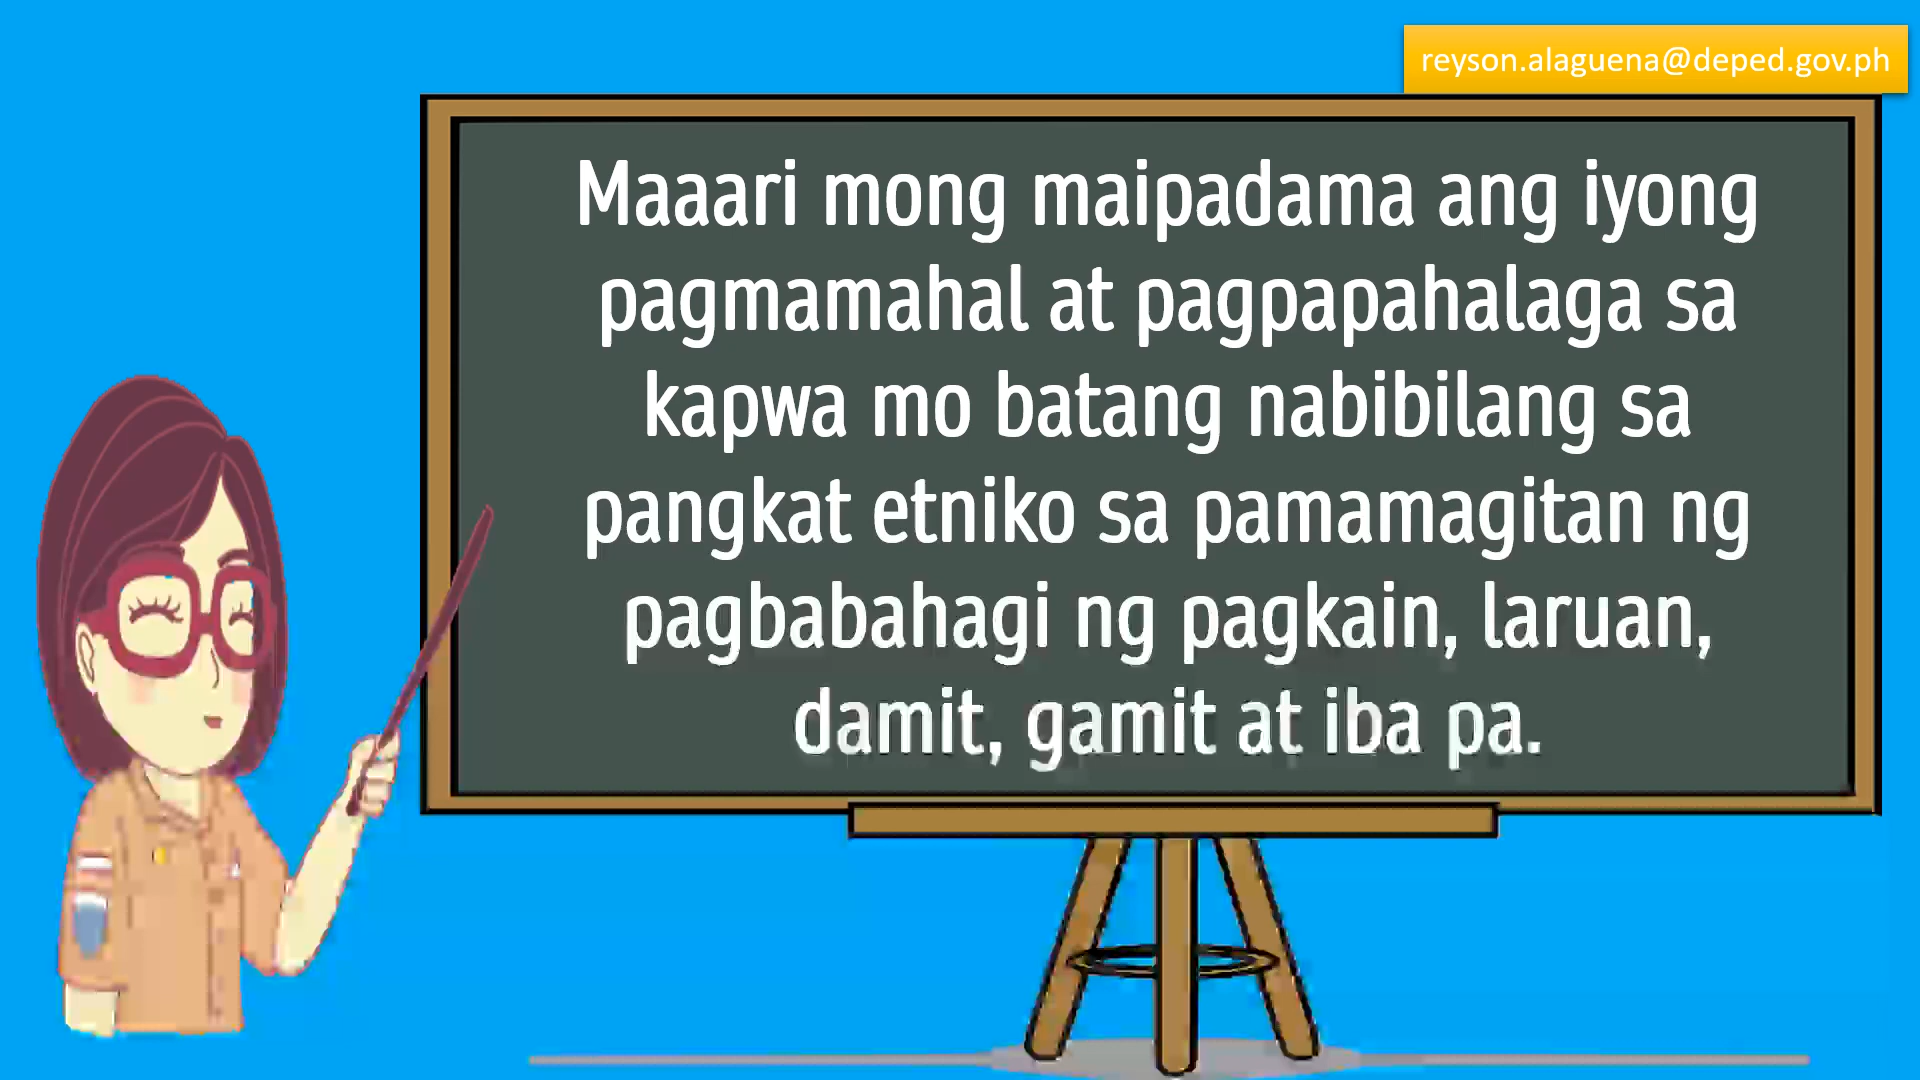 reyson.alaguena@deped.gov.ph
Maaari mong maipadama ang iyong
pagmamahal at pagpapahalaga sa
kapwa mo batang nabibilang sa
pangkat etniko sa pamamagitan ng
pagbabahagi ng pagkain, laruan,
damit, gamit at iba pa.